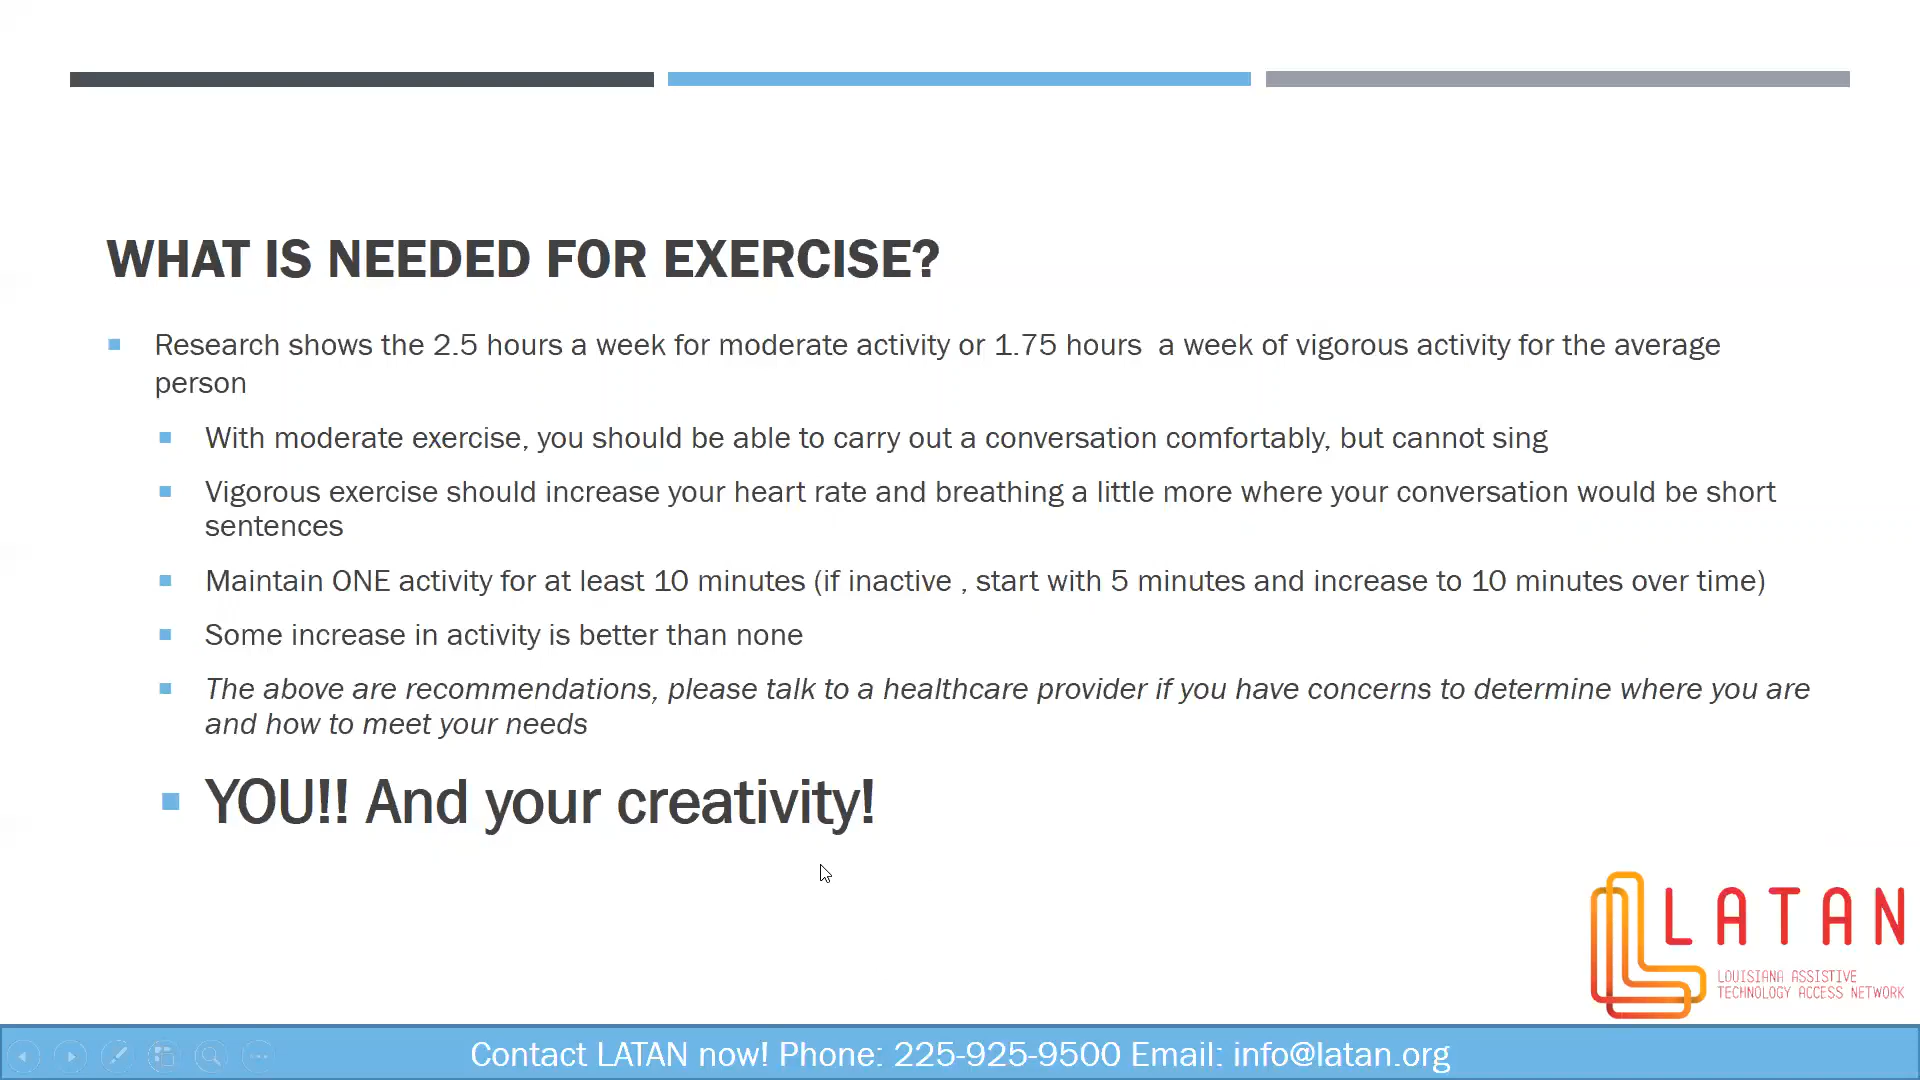 WHAT IS NEEDED FOR EXERCISE?
Research shows the 2.5 hours a week for moderate activity or 1.75 hours  a week of vigorous activity for the average
person
With moderate exercise, you should be able to carry out a conversation comfortably, but cannot sing
Vigorous exercise should increase your heart rate and breathing a little more where your conversation would be short
sentences
Maintain ONE activity for at least 10 minutes (if inactive , start with 5 minutes and increase to 10 minutes over time)
Some increase in activity is better than none
The above are recommendations, please talk to a healthcare provider if you have concerns to determine where you are
and how to meet your needs
YOU!! And your creativity!
LATAN
LOUISIANA ASSISTIVE
TECHNOLOGY ACCESS NETWORK
Contact LATAN now! Phone: 225-925-9500 Email: info@latan.org